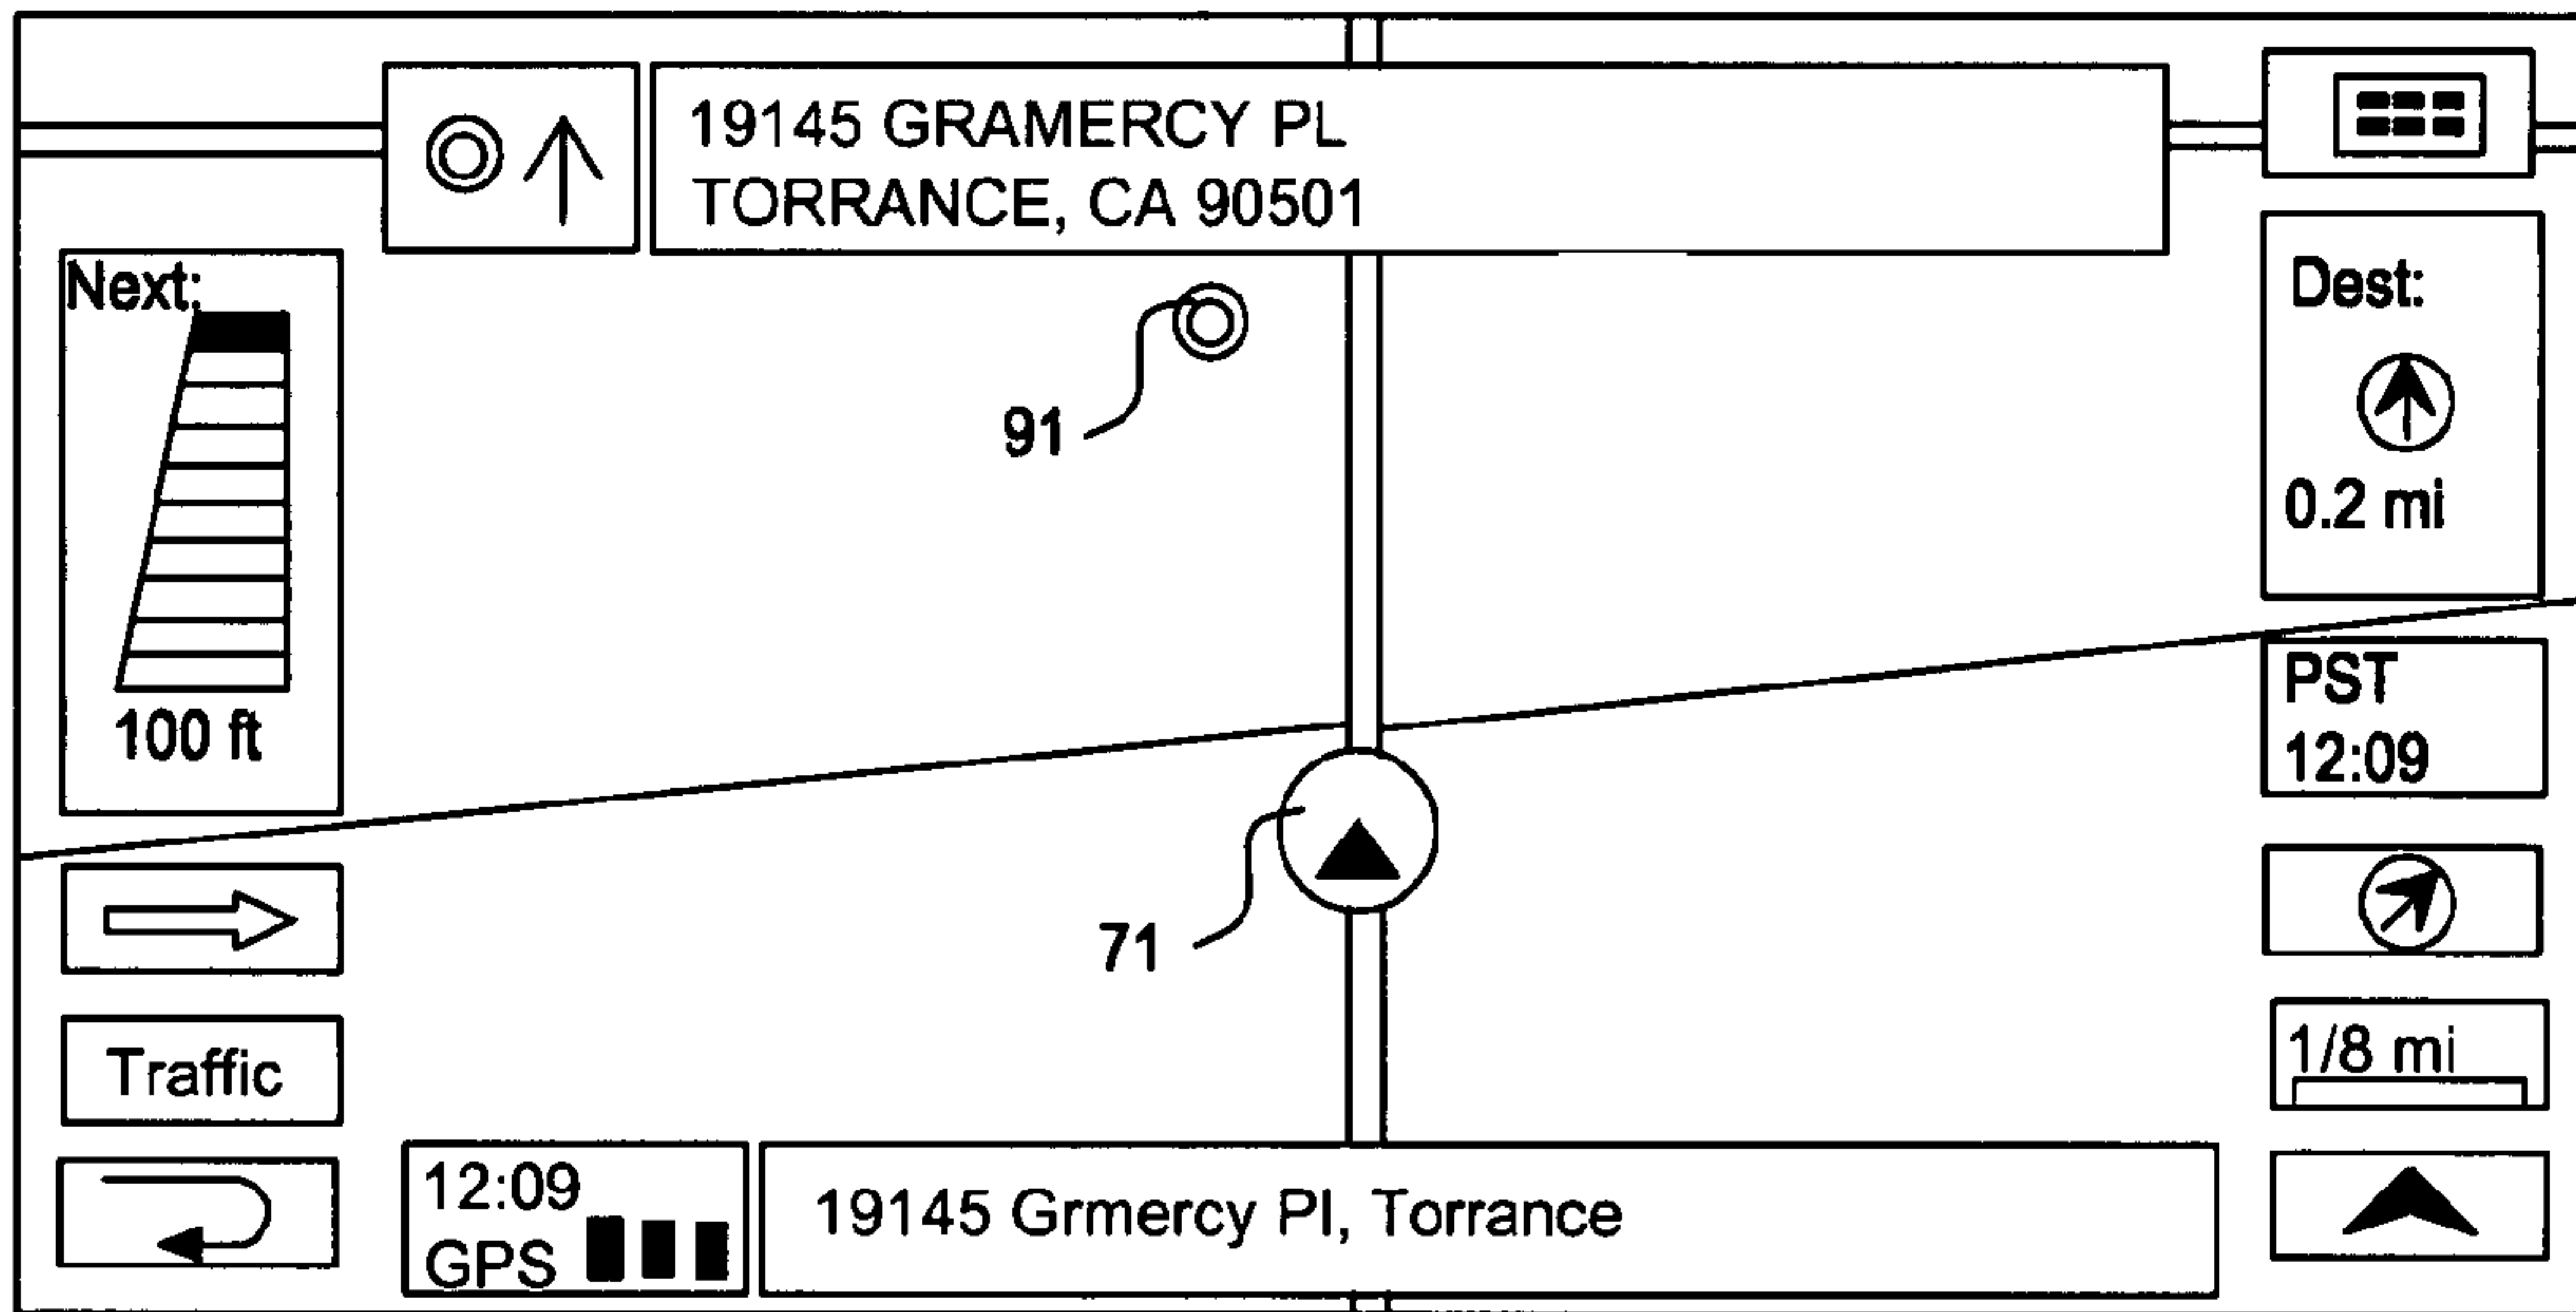 19145 GRAMERCY PL
TORRANCE, CA 90501
Next:
100 ft
Traffic
91
71
Dest:
0.2 mi
PST
12:09
1/8 mi
12:09
GPS
19145 Grmercy Pl, Torrance